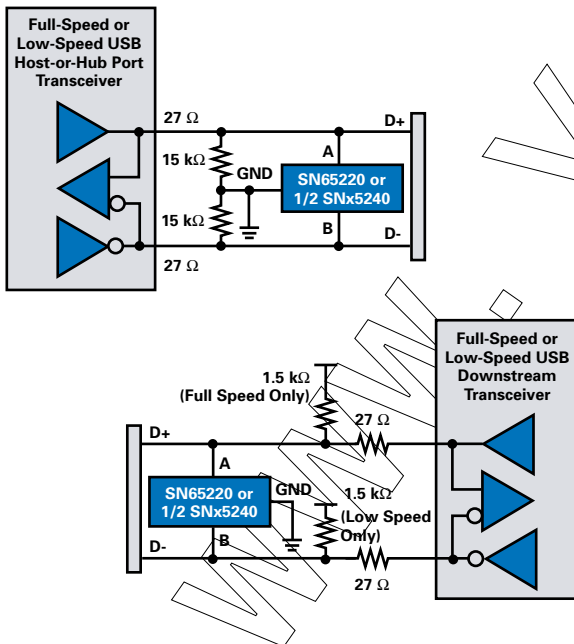 Full-Speed or
Low-Speed USB
Host-or-Hub Port
Transceiver
27 Ω
D+
15 kΩ
A
GND
SN65220 or
1/2 SNx5240
15 kΩ
B
D-
27 Ω
Full-Speed or
Low-Speed USB
Downstream
Transceiver
1.5 kΩ
(Full Speed Only)
27 Ω
D+
A
GND
SN65220 or
1/2 SNx5240
1.5 kΩ
(Low Speed
Only)
B
D-
27 Ω